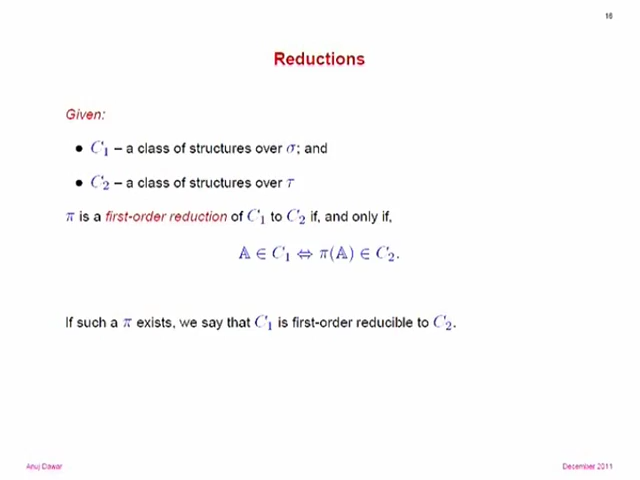 16
Reductions
Given:
• C₁ – a class of structures over σ; and
• C₂ – a class of structures over τ
π is a first-order reduction of C₁ to C₂ if, and only if,
𝔸 ∈ C₁ ⇔ π(𝔸) ∈ C₂.
If such a π exists, we say that C₁ is first-order reducible to C₂.
Anuj Dawar
December 2011